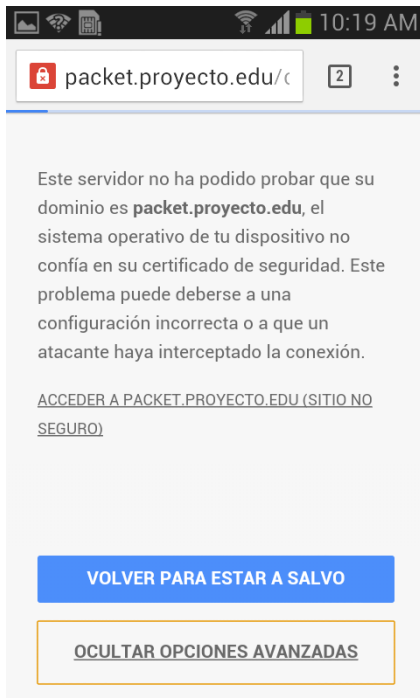 10:19 AM
packet.proyecto.edu/
2
Este servidor no ha podido probar que su
dominio es packet.proyecto.edu, el
sistema operativo de tu dispositivo no
confía en su certificado de seguridad. Este
problema puede deberse a una
configuración incorrecta o a que un
atacante haya interceptado la conexión.
ACCEDER A PACKET.PROYECTO.EDU (SITIO NO
SEGURO)
VOLVER PARA ESTAR A SALVO
OCULTAR OPCIONES AVANZADAS